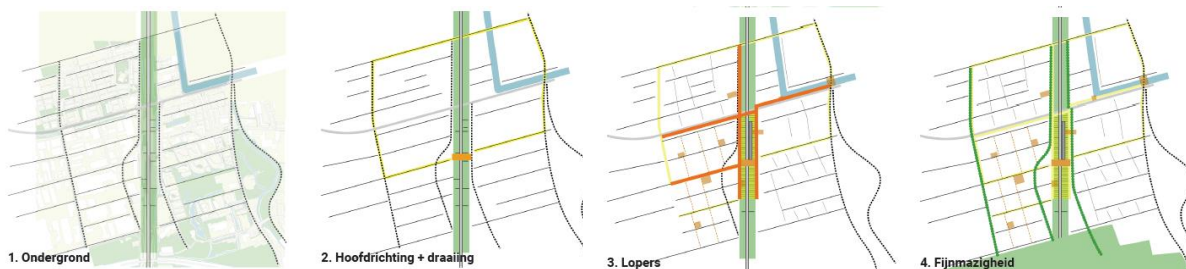 1. Ondergrond
2. Hoofdrichting + draaiing
3. Lopers
4. Fijnmazigheid